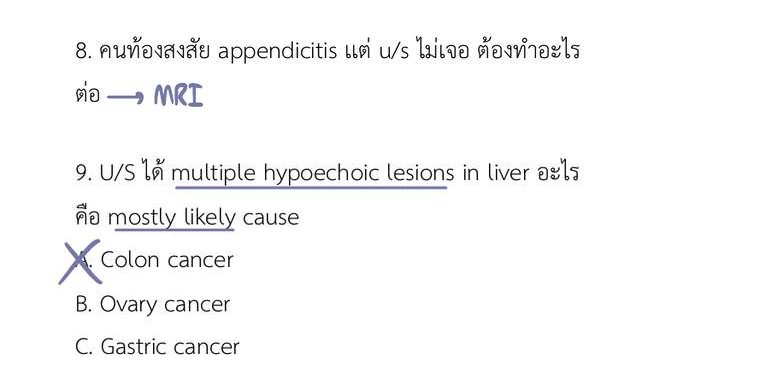 8. คนท้องสงสัย appendicitis แต่ u/s ไม่เจอ ต้องทำอะไร
ต่อ → MRI
9. U/S ได้ multiple hypoechoic lesions in liver อะไร
คือ mostly likely cause
A. Colon cancer
B. Ovary cancer
C. Gastric cancer